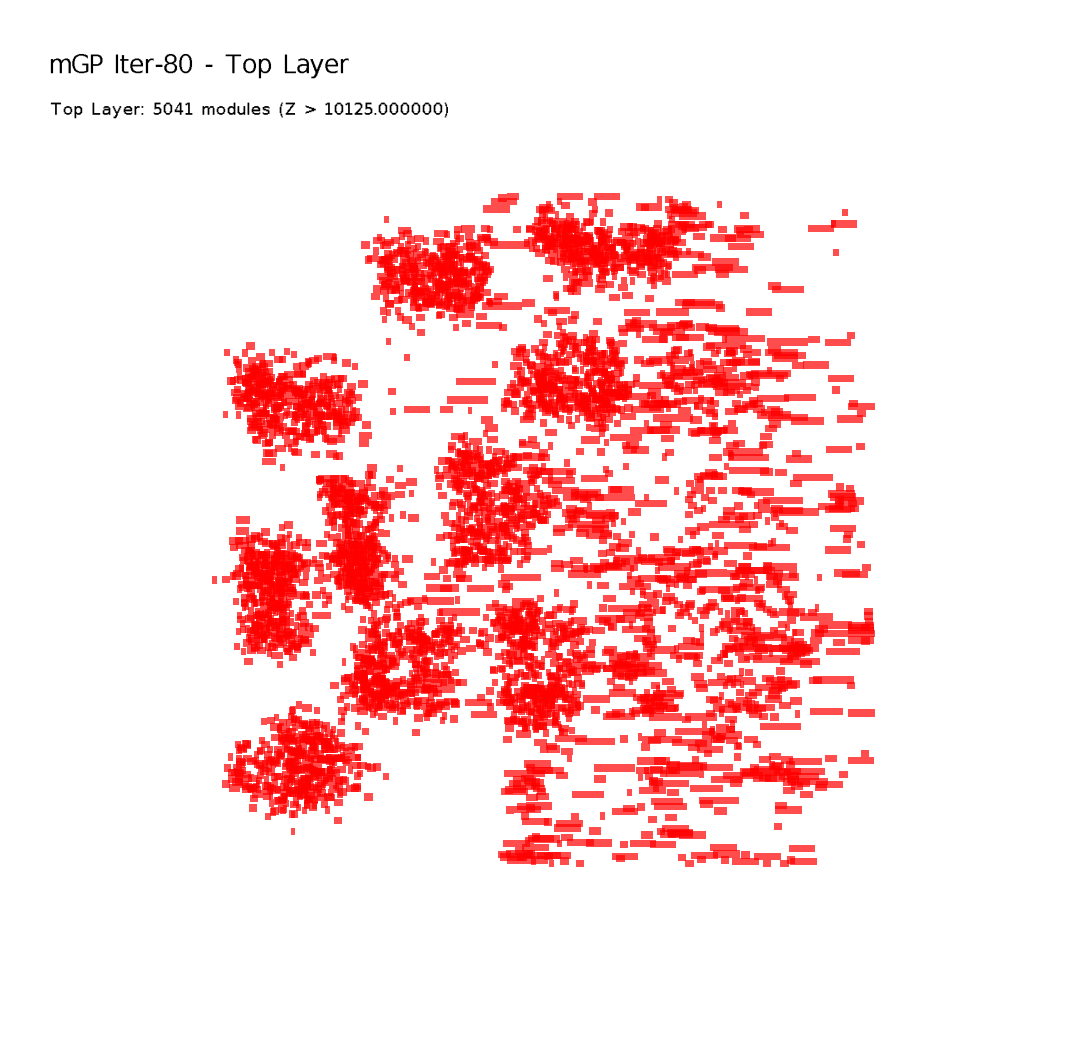 mGP Iter-80 - Top Layer
Top Layer: 5041 modules (Z > 10125.000000)